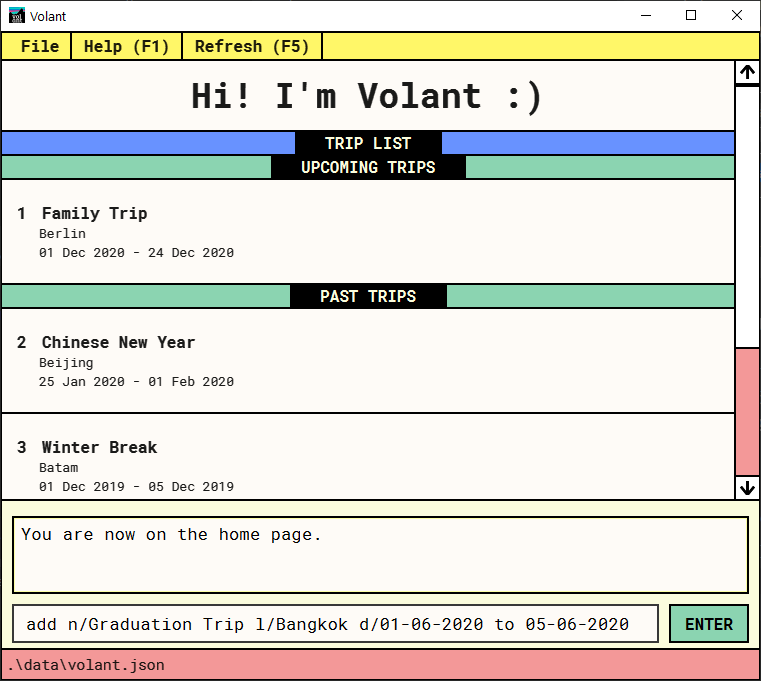 Volant
File Help (F1) Refresh (F5)
Hi! I'm Volant :)
TRIP LIST
UPCOMING TRIPS
1 Family Trip
Berlin
01 Dec 2020 - 24 Dec 2020
PAST TRIPS
2 Chinese New Year
Beijing
25 Jan 2020 - 01 Feb 2020
3 Winter Break
Batam
01 Dec 2019 - 05 Dec 2019
You are now on the home page.
add n/Graduation Trip l/Bangkok d/01-06-2020 to 05-06-2020 ENTER
.\data\volant.json